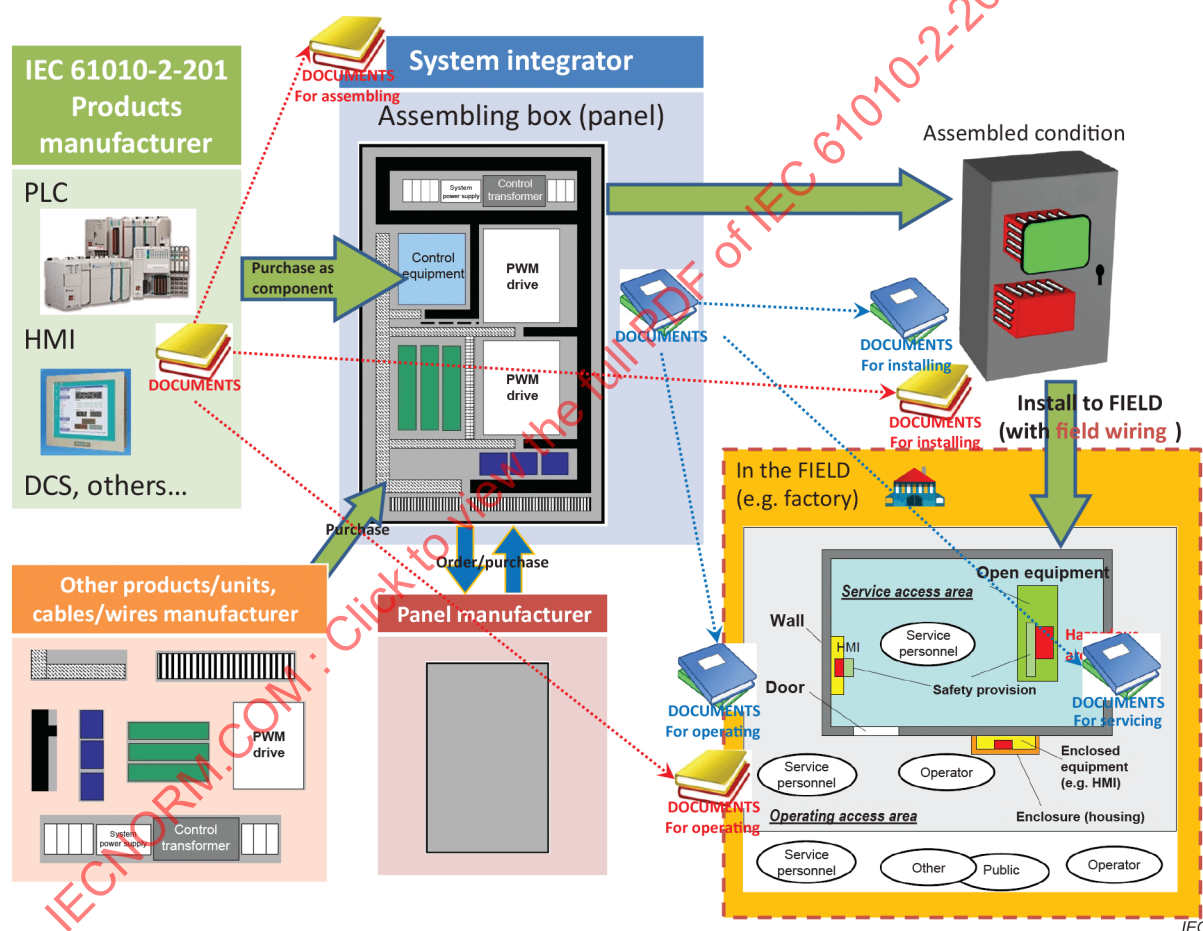 IEC 61010-2-201
Products
manufacturer
PLC
HMI
DOCUMENTS
DCS, others…
DOCUMENTS
For assembling
System integrator
Assembling box (panel)
System
power supply
Control
transformer
Purchase as
component
Control
equipment
PWM
drive
PWM
drive
DOCUMENTS
Assembled condition
DOCUMENTS
For installing
DOCUMENTS
For installing
Install to FIELD
(with field wiring )
Purchase
Order/purchase
Other products/units,
cables/wires manufacturer
PWM
drive
System
power supply
Control
transformer
Panel manufacturer
In the FIELD
(e.g. factory)
Open equipment
Service access area
Wall
HMI
Service
personnel
Safety provision
Door
DOCUMENTS
For servicing
DOCUMENTS
For operating
DOCUMENTS
For operating
Enclosed
equipment
(e.g. HMI)
Enclosure (housing)
Service
personnel
Operator
Operating access area
Service
personnel
Other
Public
Operator
IECNORM.COM : Click to view the full PDF of IEC 61010-2-20
IEC